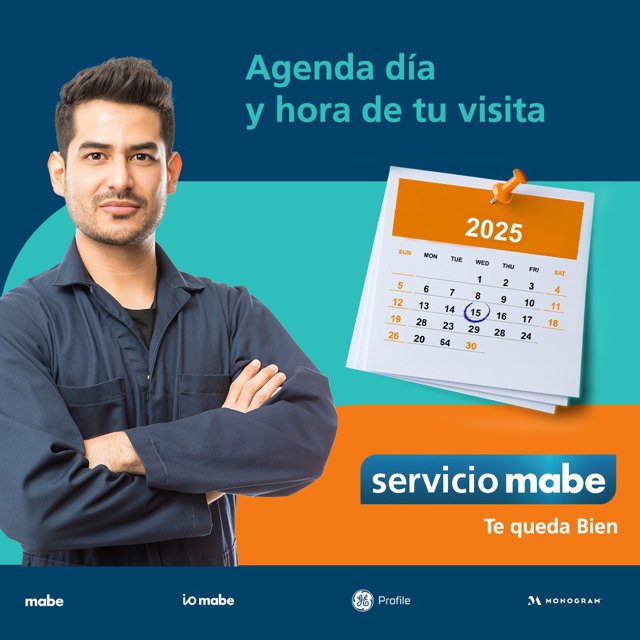 Agenda día
y hora de tu visita
2025
SUN MON TUE WED THU FRI SAT
1 2 3 4
5 6 7 8 9 10 11
12 13 14 15 16 17 18
19 28 23 29 28 24
26 20 64 30
servicio mabe
Te queda Bien
mabe
io mabe
GE Profile
MONOGRAM